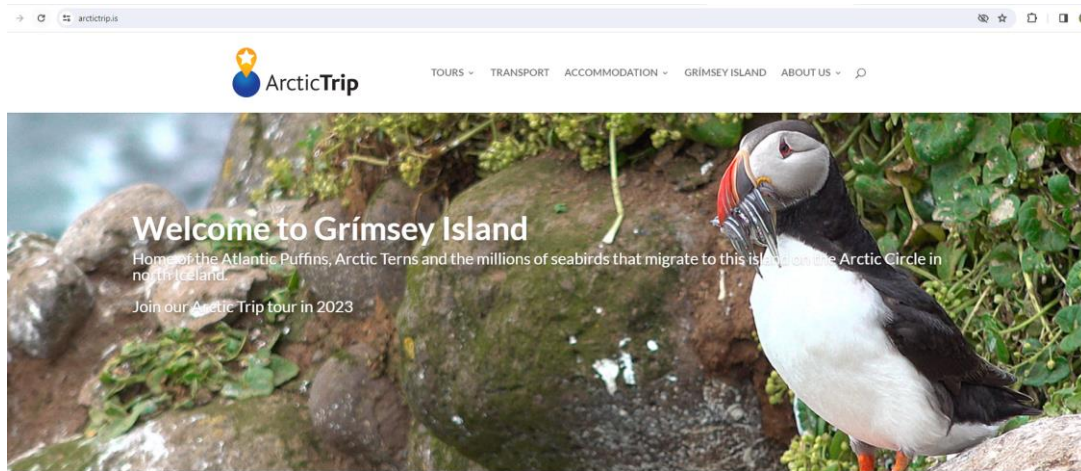 arctictrip.is
ArcticTrip
TOURS TRANSPORT ACCOMMODATION GRÍMSEY ISLAND ABOUT US
Welcome to Grímsey Island
Home of the Atlantic Puffins, Arctic Terns and the millions of seabirds that migrate to this island on the Arctic Circle in
north Iceland.
Join our Arctic Trip tour in 2023